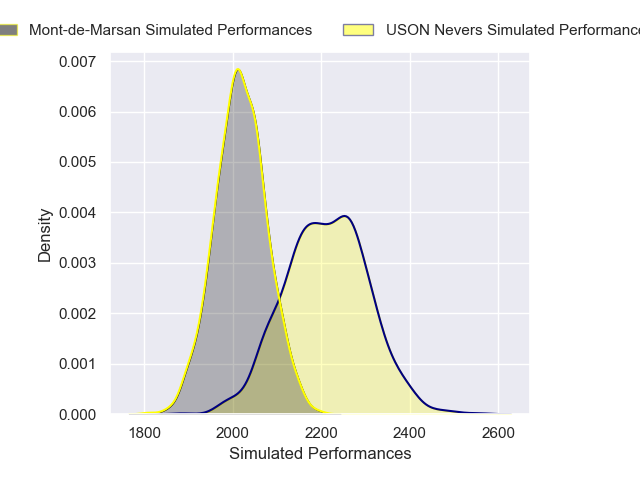 Mont-de-Marsan Simulated Performances USON Nevers Simulated Performance
0.007
0.006
0.005
0.004
0.003
0.002
0.001
0.000
Density
1800 2000 2200 2400 2600
Simulated Performances